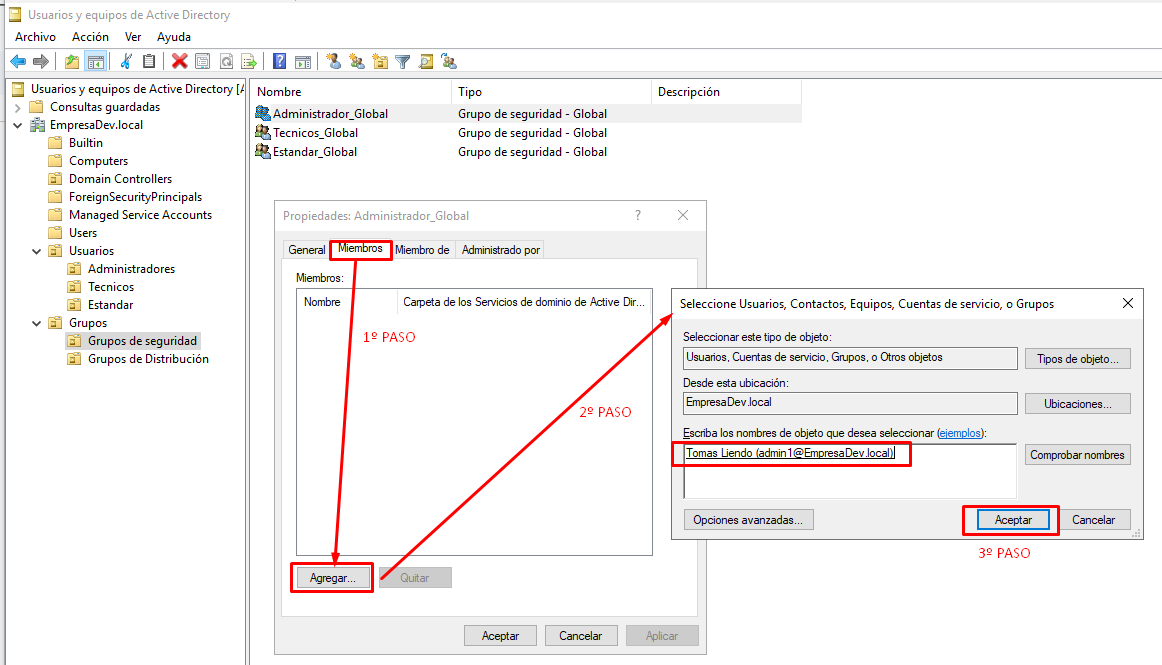 Usuarios y equipos de Active Directory
Archivo Acción Ver Ayuda
Usuarios y equipos de Active Directory [A
Consultas guardadas
EmpresaDev.local
Builtin
Computers
Domain Controllers
ForeignSecurityPrincipals
Managed Service Accounts
Users
Usuarios
Administradores
Tecnicos
Estandar
Grupos
Grupos de seguridad
Grupos de Distribución
Nombre Tipo Descripción
Administrador_Global Grupo de seguridad - Global
Tecnicos_Global Grupo de seguridad - Global
Estandar_Global Grupo de seguridad - Global
Propiedades: Administrador_Global ?
General Miembros Miembro de Administrado por
Miembros:
Nombre Carpeta de los Servicios de dominio de Active Dir...
1º PASO
2º PASO
Agregar... Quitar
Aceptar Cancelar Aplicar
Seleccione Usuarios, Contactos, Equipos, Cuentas de servicio, o Grupos
Seleccionar este tipo de objeto:
Usuarios, Cuentas de servicio, Grupos, o Otros objetos Tipos de objeto...
Desde esta ubicación:
EmpresaDev.local Ubicaciones...
Escriba los nombres de objeto que desea seleccionar (ejemplos):
Tomas Liendo (admin1@EmpresaDev.local) Comprobar nombres
Opciones avanzadas... Aceptar Cancelar
3º PASO